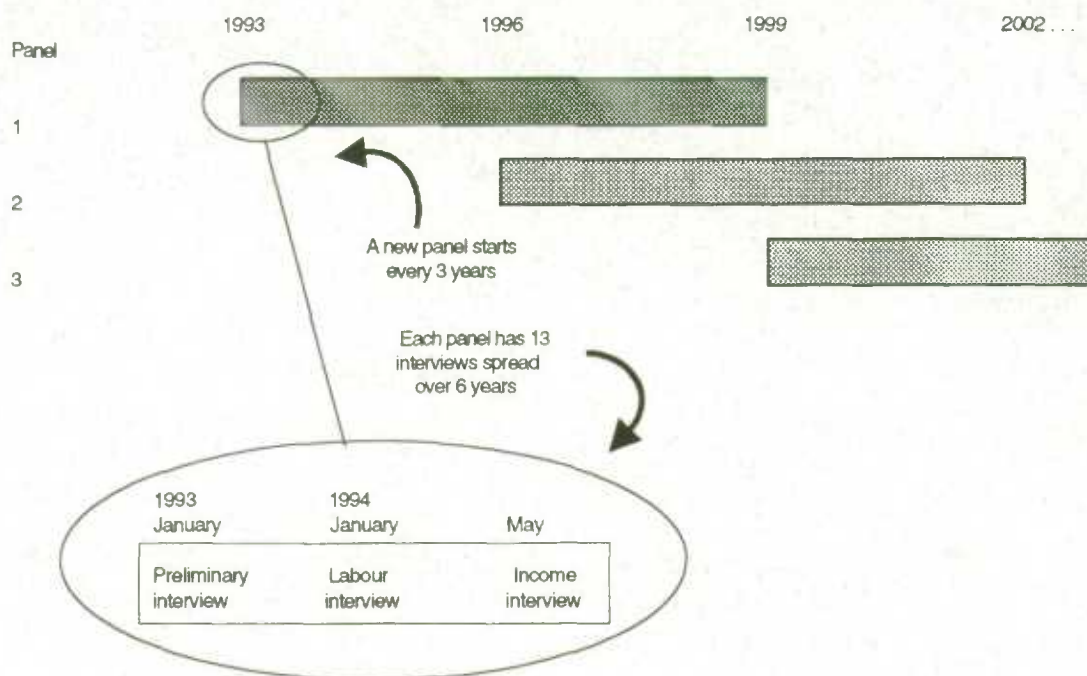 1993 1996 1999 2002 . . .
Panel
1
2
A new panel starts
every 3 years
3
Each panel has 13
interviews spread
over 6 years
1993 1994
January January May
Preliminary Labour Income
interview interview interview